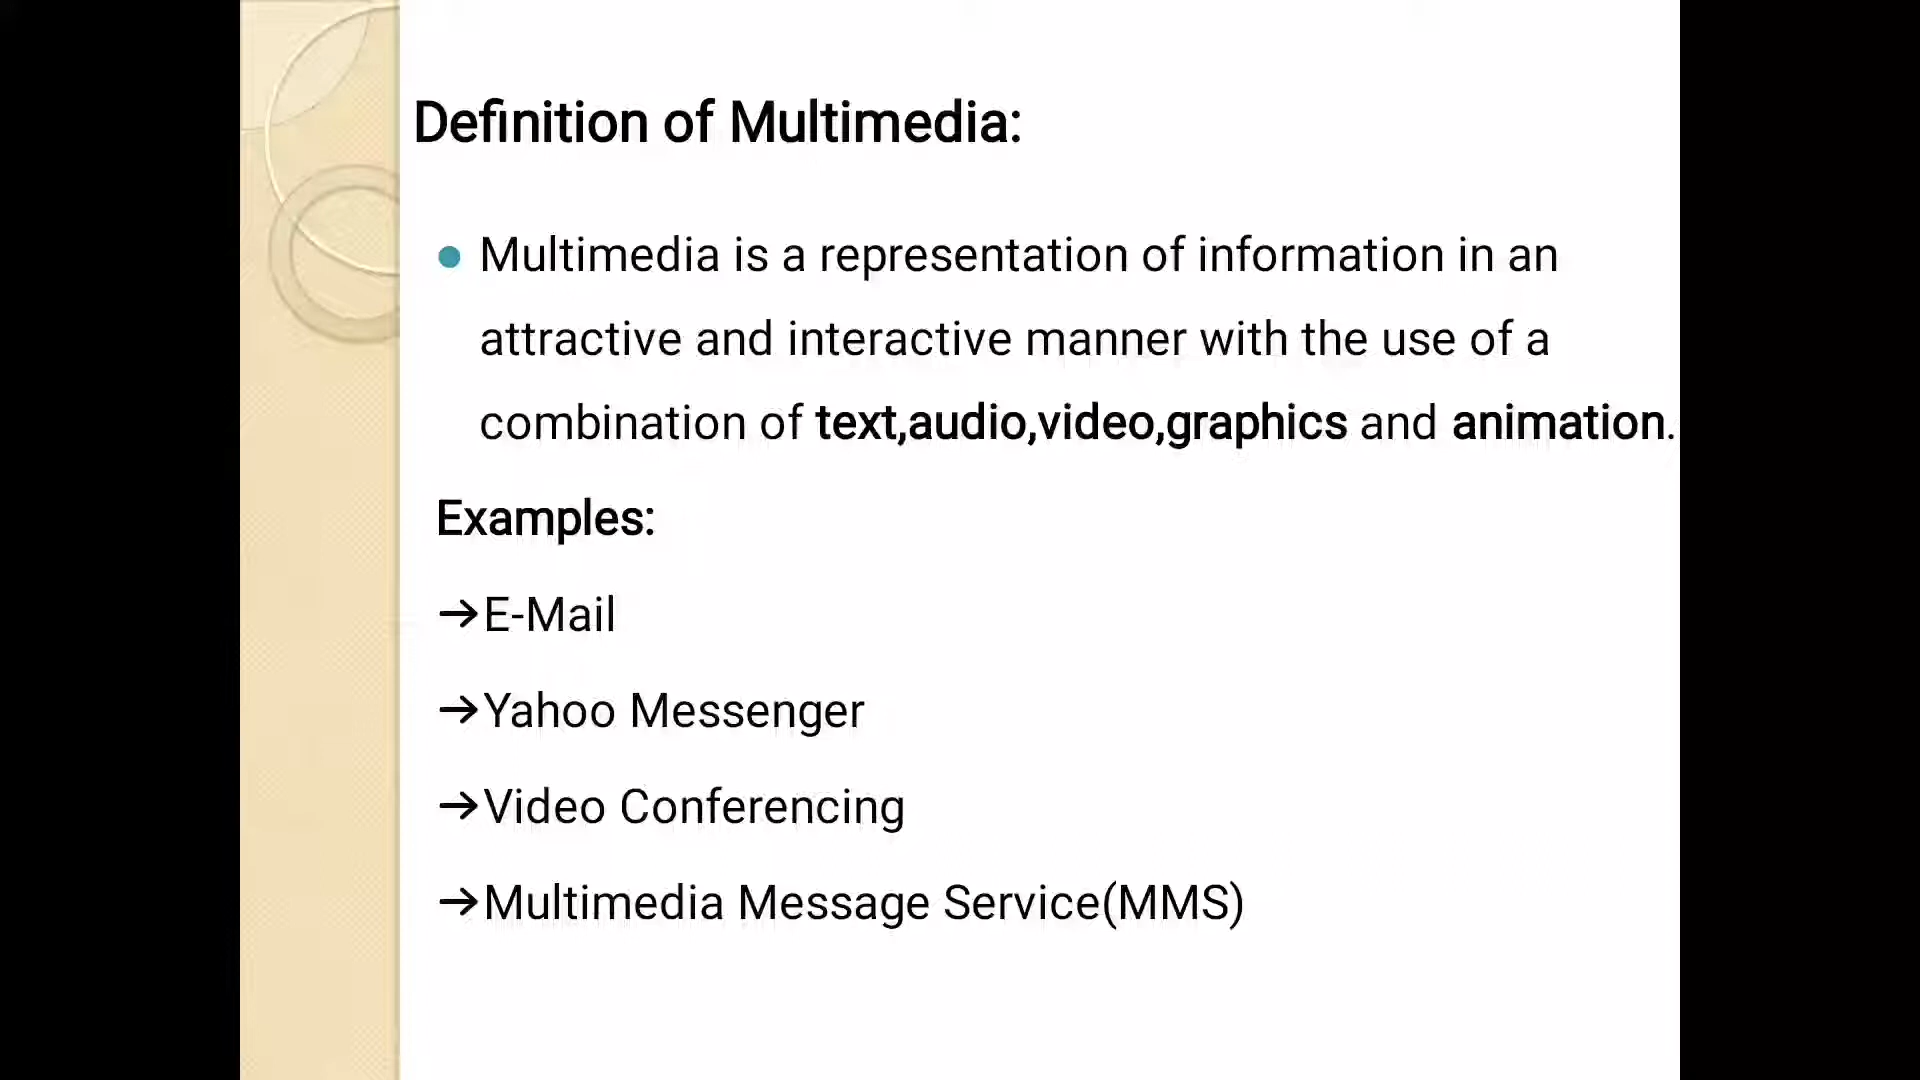 Definition of Multimedia:
● Multimedia is a representation of information in an
attractive and interactive manner with the use of a
combination of text,audio,video,graphics and animation.
Examples:
→E-Mail
→Yahoo Messenger
→Video Conferencing
→Multimedia Message Service(MMS)